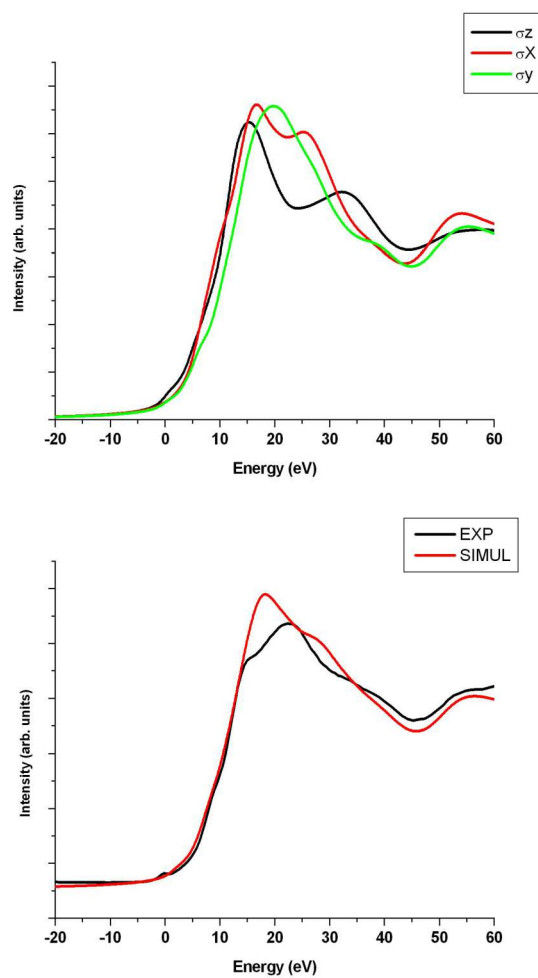 σz
σX
σy
Intensity (arb. units)
-20 -10 0 10 20 30 40 50 60
Energy (eV)
EXP
SIMUL
Intensity (arb. units)
-20 -10 0 10 20 30 40 50 60
Energy (eV)